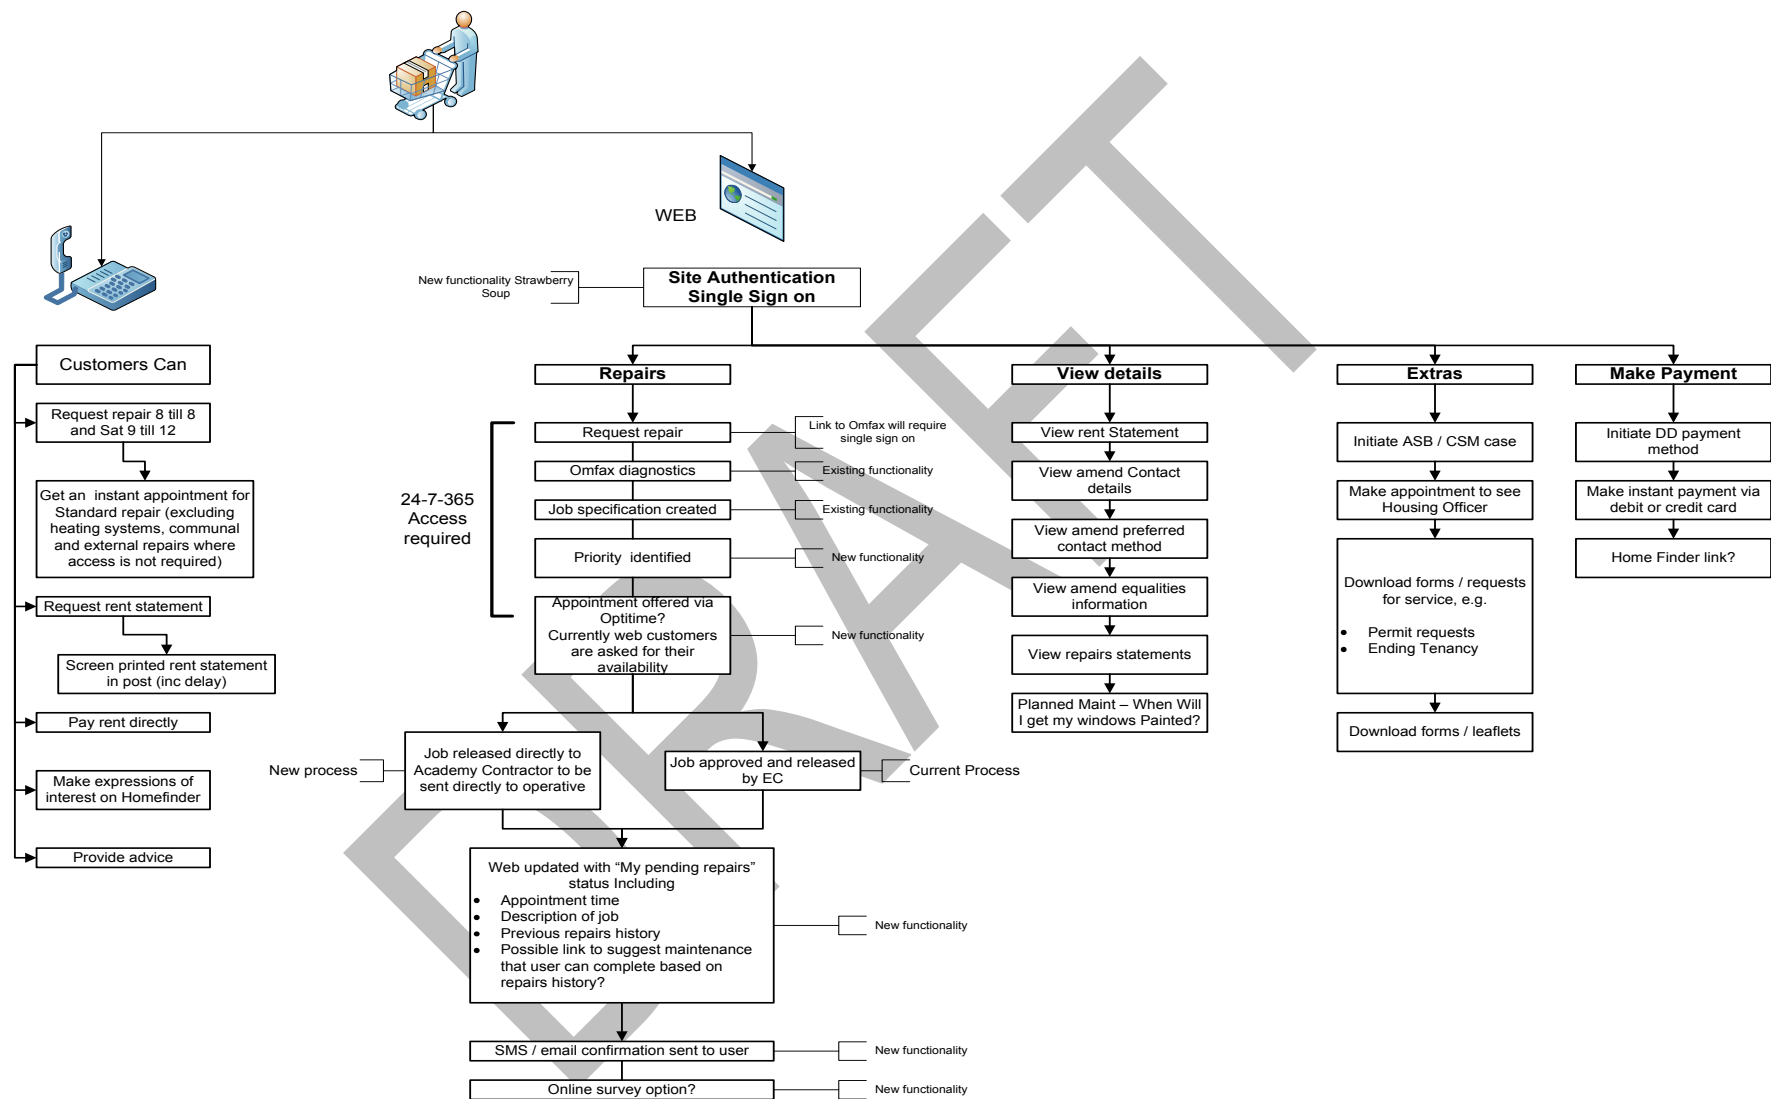 WEB
New functionality Strawberry
Soup
Site Authentication
Single Sign on
Customers Can
Request repair 8 till 8
and Sat 9 till 12
Get an instant appointment for
Standard repair (excluding
heating systems, communal
and external repairs where
access is not required)
Request rent statement
Screen printed rent statement
in post (inc delay)
Pay rent directly
Make expressions of
interest on Homefinder
Provide advice
Repairs
24-7-365
Access
required
Request repair
Link to Omfax will require
single sign on
Omfax diagnostics
Existing functionality
Job specification created
Existing functionality
Priority identified
New functionality
Appointment offered via
Optitime?
Currently web customers
are asked for their
availability
New functionality
New process
Job released directly to
Academy Contractor to be
sent directly to operative
Job approved and released
by EC
Current Process
Web updated with “My pending repairs”
status Including
• Appointment time
• Description of job
• Previous repairs history
• Possible link to suggest maintenance
that user can complete based on
repairs history?
New functionality
SMS / email confirmation sent to user
New functionality
Online survey option?
New functionality
View details
View rent Statement
View amend Contact
details
View amend preferred
contact method
View amend equalities
information
View repairs statements
Planned Maint – When Will
I get my windows Painted?
Extras
Initiate ASB / CSM case
Make appointment to see
Housing Officer
Download forms / requests
for service, e.g.
• Permit requests
• Ending Tenancy
Download forms / leaflets
Make Payment
Initiate DD payment
method
Make instant payment via
debit or credit card
Home Finder link?
DRAFT